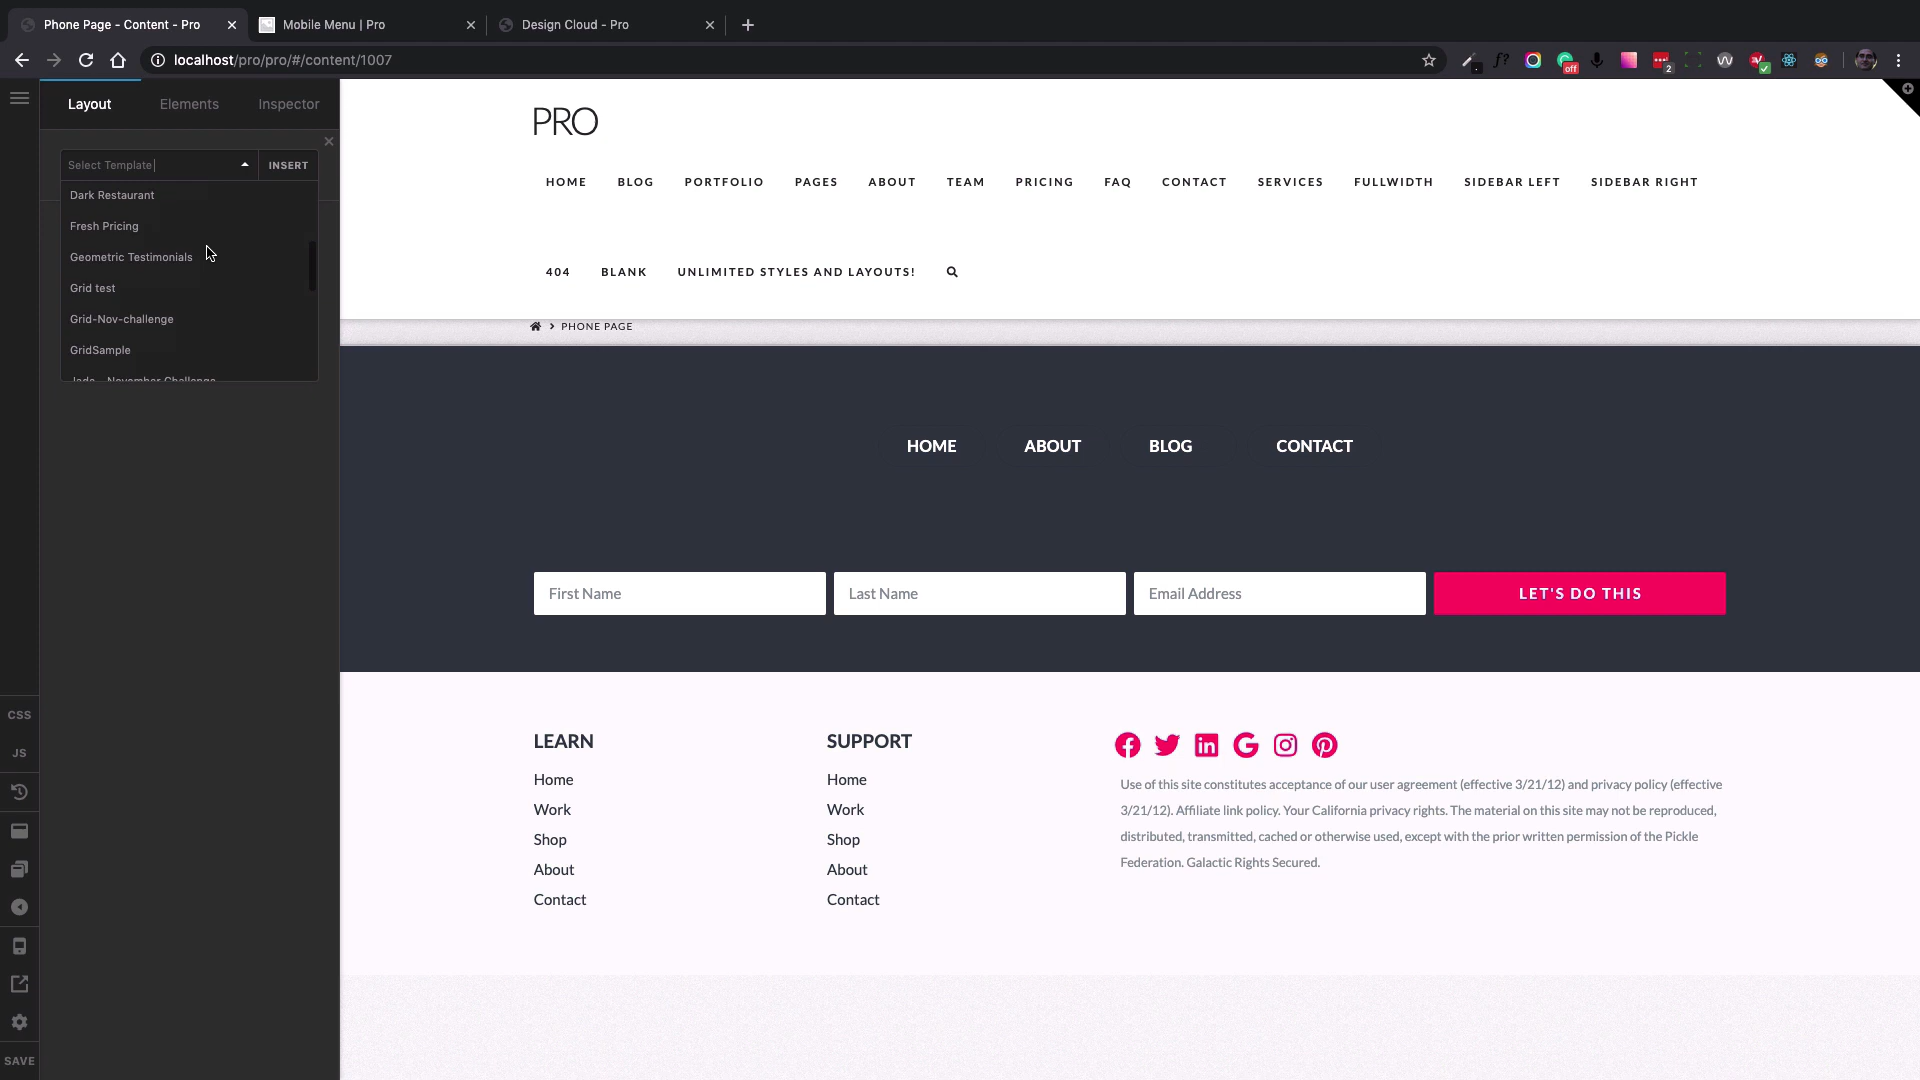 Phone Page - Content - Pro
Mobile Menu | Pro
Design Cloud - Pro
localhost/pro/pro/#/content/1007
f?
off
2
Layout
Elements
Inspector
Select Template
INSERT
Dark Restaurant
Fresh Pricing
Geometric Testimonials
Grid test
Grid-Nov-challenge
GridSample
CSS
JS
SAVE
PRO
HOME BLOG PORTFOLIO PAGES ABOUT TEAM PRICING FAQ CONTACT SERVICES FULLWIDTH SIDEBAR LEFT SIDEBAR RIGHT
404 BLANK UNLIMITED STYLES AND LAYOUTS!
PHONE PAGE
HOME ABOUT BLOG CONTACT
First Name
Last Name
Email Address
LET'S DO THIS
LEARN
Home
Work
Shop
About
Contact
SUPPORT
Home
Work
Shop
About
Contact
Use of this site constitutes acceptance of our user agreement (effective 3/21/12) and privacy policy (effective
3/21/12). Affiliate link policy. Your California privacy rights. The material on this site may not be reproduced,
distributed, transmitted, cached or otherwise used, except with the prior written permission of the Pickle
Federation. Galactic Rights Secured.